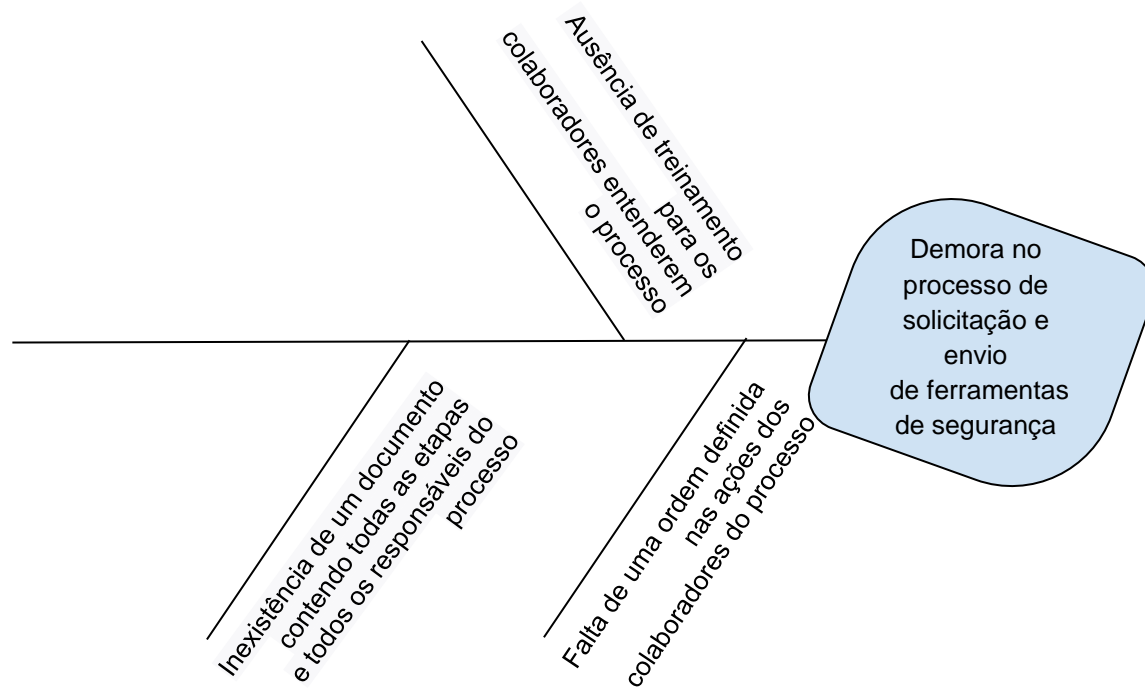 Ausência de treinamento
para os
colaboradores entenderem
o processo
Demora no
processo de
solicitação e
envio
de ferramentas
de segurança
Inexistência de um documento
contendo todas as etapas
e todos os responsáveis do
processo
Falta de uma ordem definida
nas ações dos
colaboradores do processo